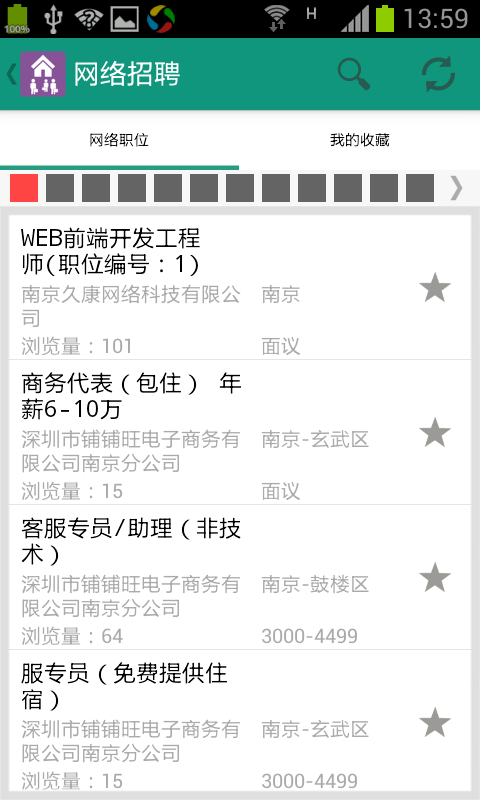 100%
H
13:59
网络招聘
网络职位
我的收藏
WEB前端开发工程
师(职位编号：1)
南京久康网络科技有限公
司
南京
浏览量：101
面议
商务代表（包住） 年
薪6-10万
深圳市铺铺旺电子商务有
限公司南京分公司
南京-玄武区
浏览量：15
面议
客服专员/助理（非技
术）
深圳市铺铺旺电子商务有
限公司南京分公司
南京-鼓楼区
浏览量：64
3000-4499
服专员（免费提供住
宿）
深圳市铺铺旺电子商务有
限公司南京分公司
南京-玄武区
浏览量：15
3000-4499